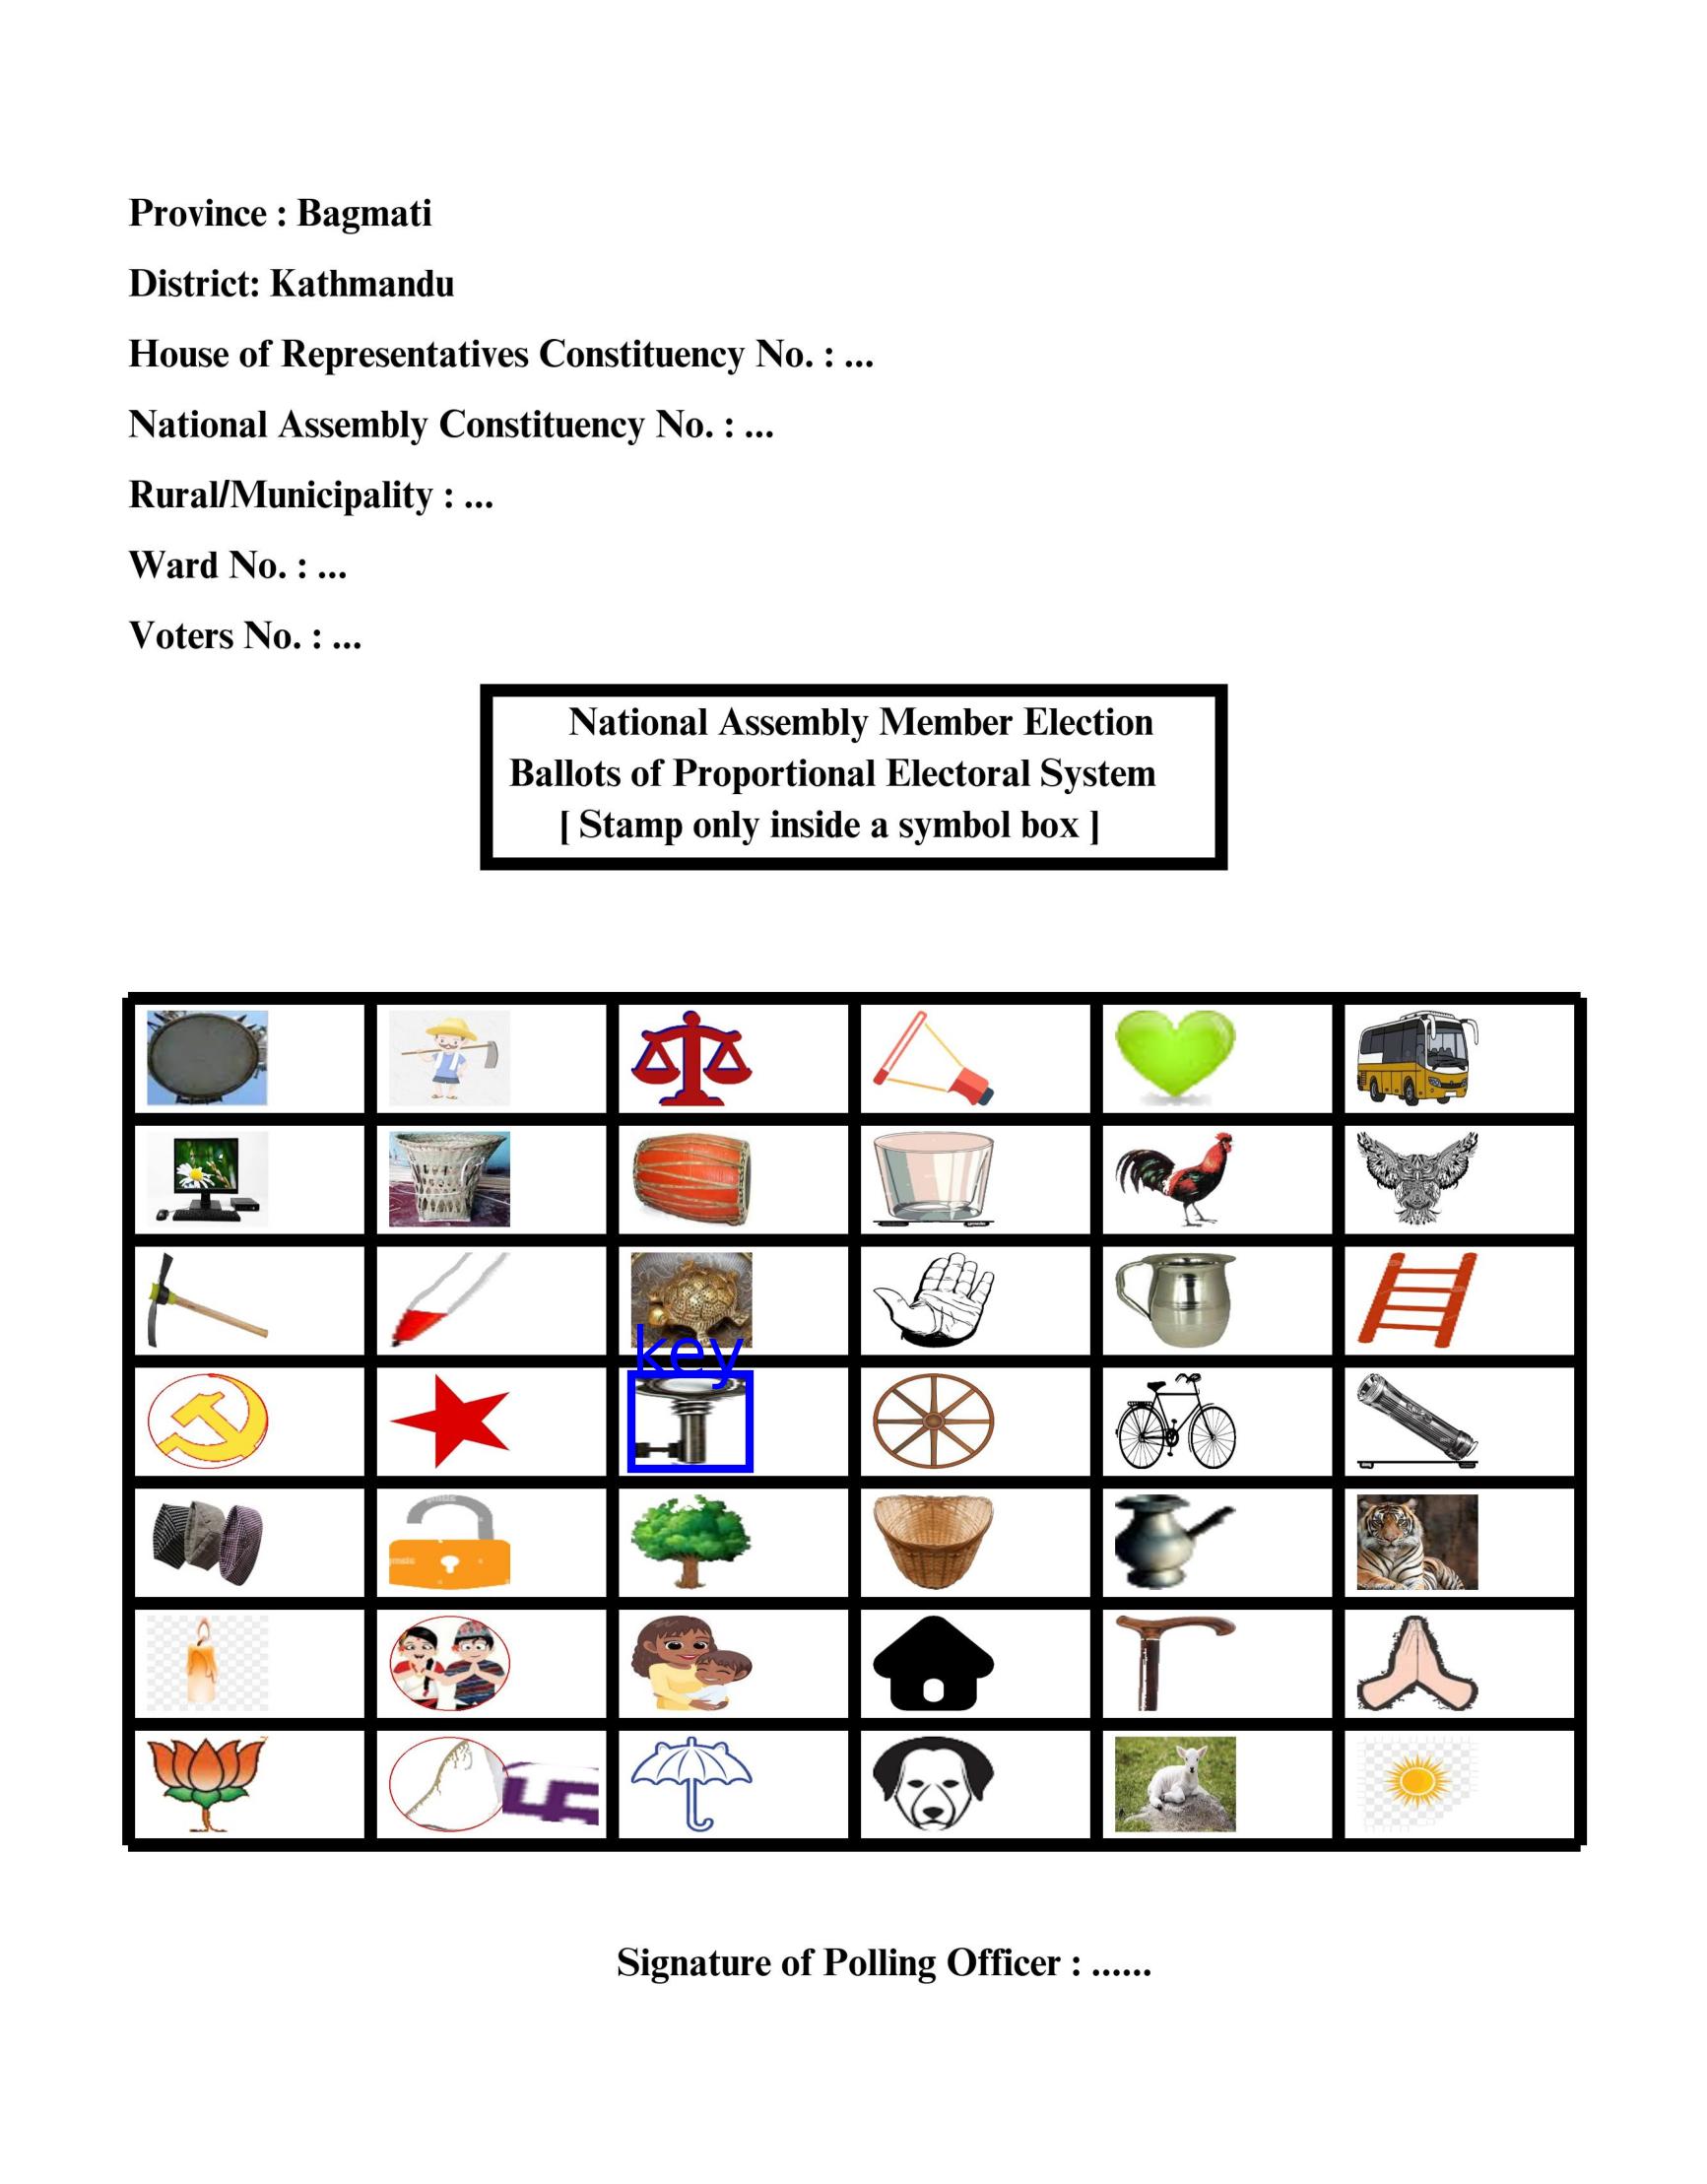 Province : Bagmati
District: Kathmandu
House of Representatives Constituency No. : ...
National Assembly Constituency No. : ...
Rural/Municipality : ...
Ward No. : ...
Voters No. : ...
National Assembly Member Election
Ballots of Proportional Electoral System
[ Stamp only inside a symbol box ]
key
Signature of Polling Officer : ......